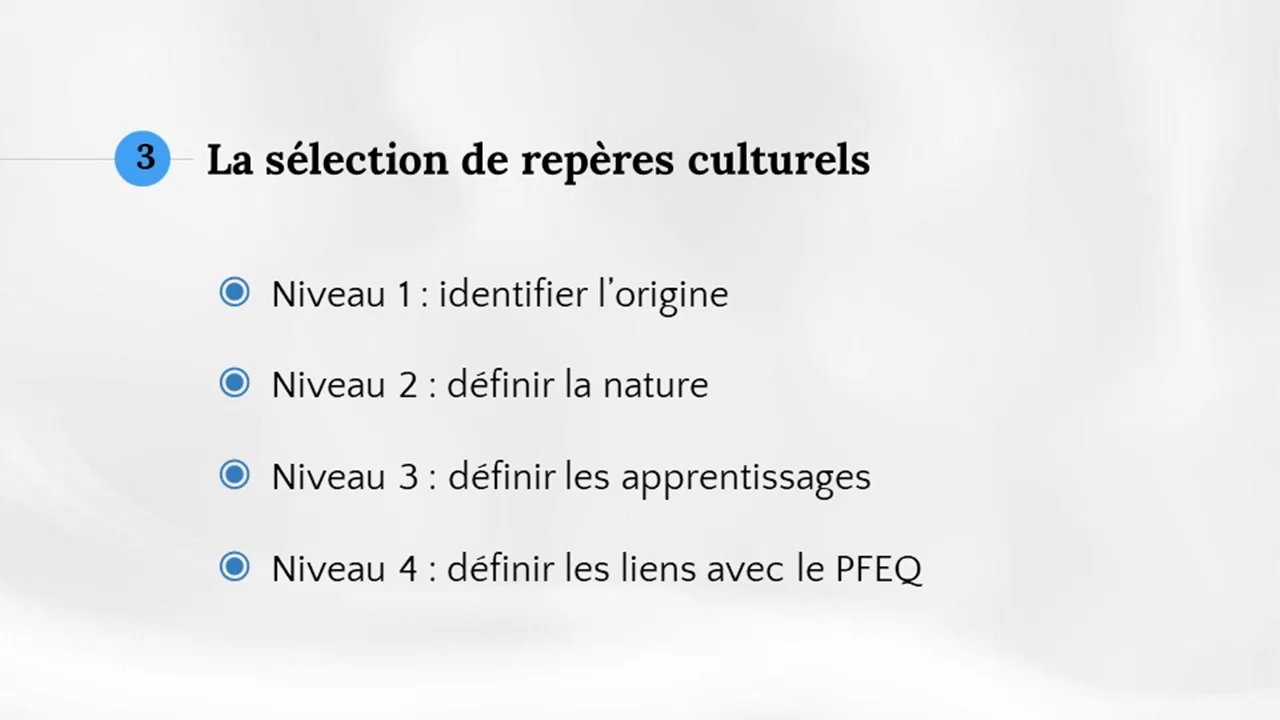 3 La sélection de repères culturels
Niveau 1 : identifier l’origine
Niveau 2 : définir la nature
Niveau 3 : définir les apprentissages
Niveau 4 : définir les liens avec le PFEQ